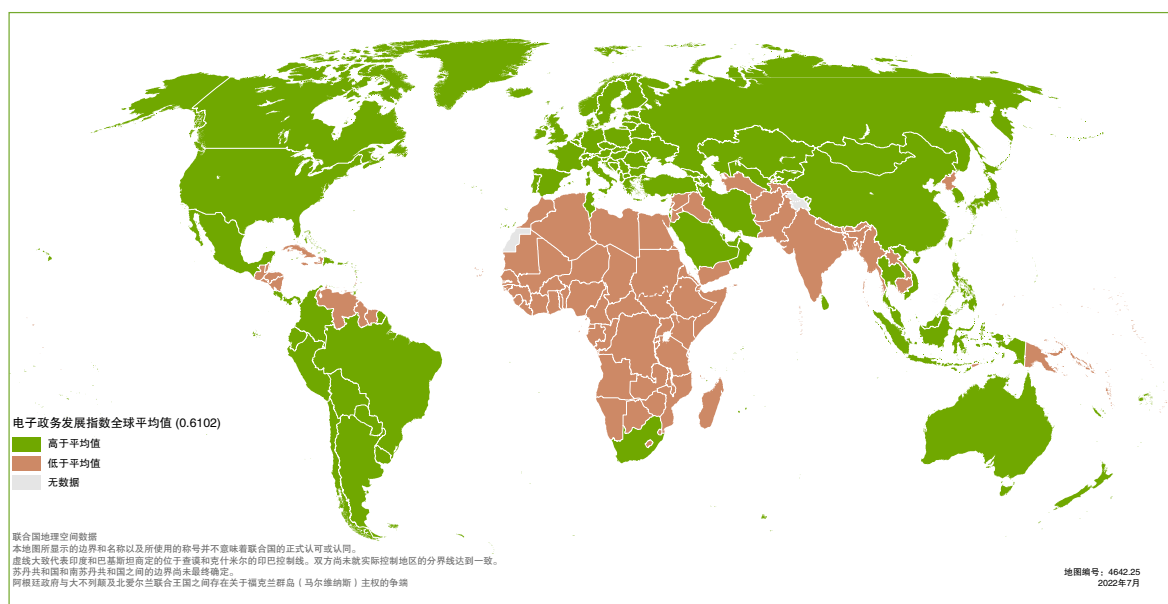 电子政务发展指数全球平均值 (0.6102)
高于平均值
低于平均值
无数据
联合国地理空间数据
本地图所显示的边界和名称以及所使用的称号并不意味着联合国的正式认可或认同。
虚线大致代表印度和巴基斯坦商定的位于查谟和克什米尔的印巴控制线。双方尚未就实际控制地区的分界线达到一致。
苏丹共和国和南苏丹共和国之间的边界尚未最终确定。
阿根廷政府与大不列颠及北爱尔兰联合王国之间存在关于福克兰群岛（马尔维纳斯）主权的争端
地图编号：4642.25
2022年7月